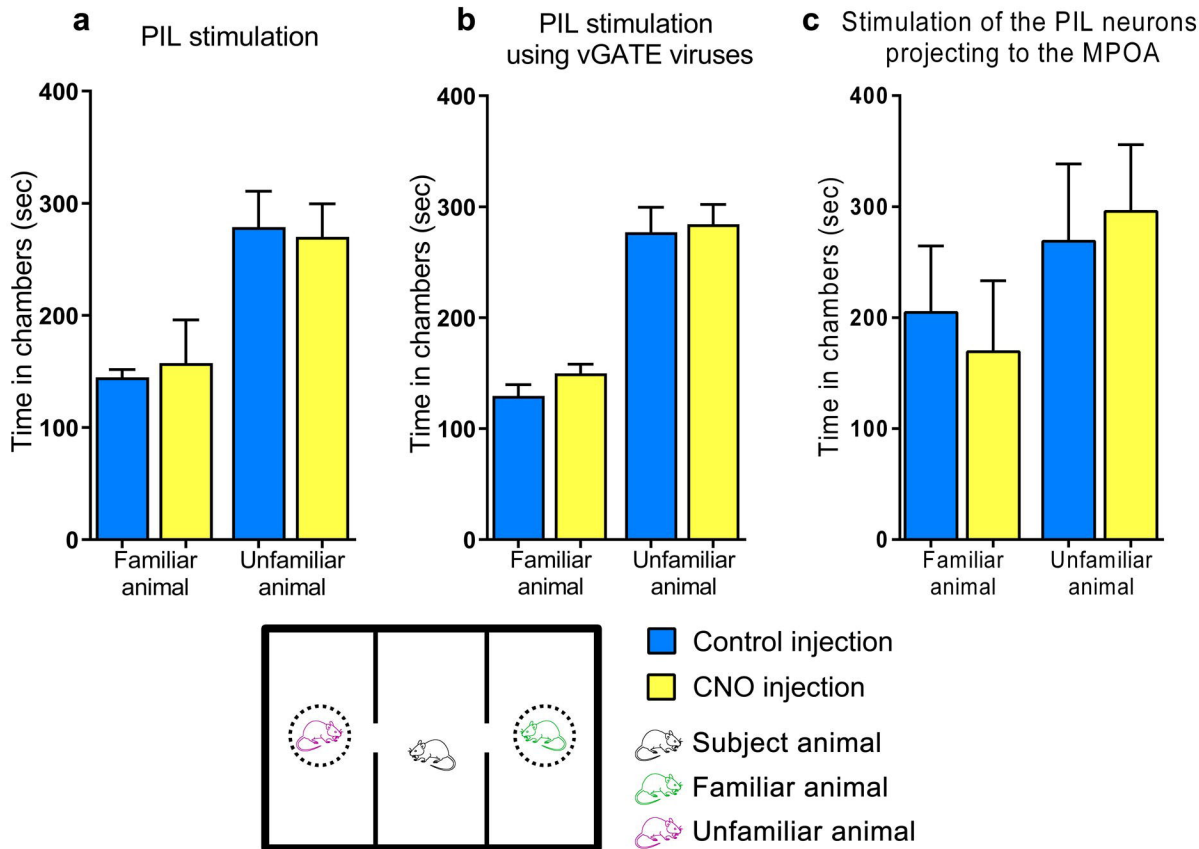 a
PIL stimulation
400
300
200
100
0
Time in chambers (sec)
Familiar
animal
Unfamiliar
animal
b
PIL stimulation
using vGATE viruses
400
300
200
100
0
Time in chambers (sec)
Familiar
animal
Unfamiliar
animal
c
Stimulation of the PIL neurons
projecting to the MPOA
400
300
200
100
0
Time in chambers (sec)
Familiar
animal
Unfamiliar
animal
Control injection
CNO injection
Subject animal
Familiar animal
Unfamiliar animal